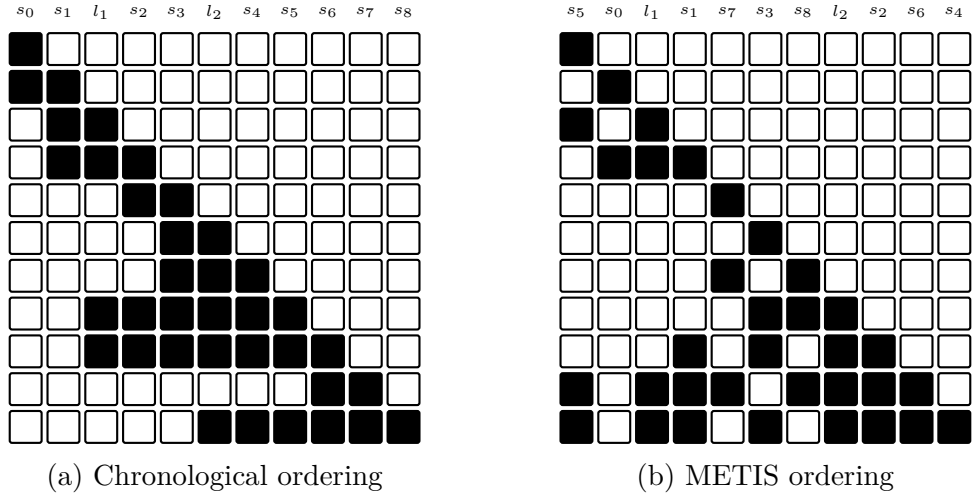 s0 s1 l1 s2 s3 l2 s4 s5 s6 s7 s8
s5 s0 l1 s1 s7 s3 s8 l2 s2 s6 s4
(a) Chronological ordering
(b) METIS ordering